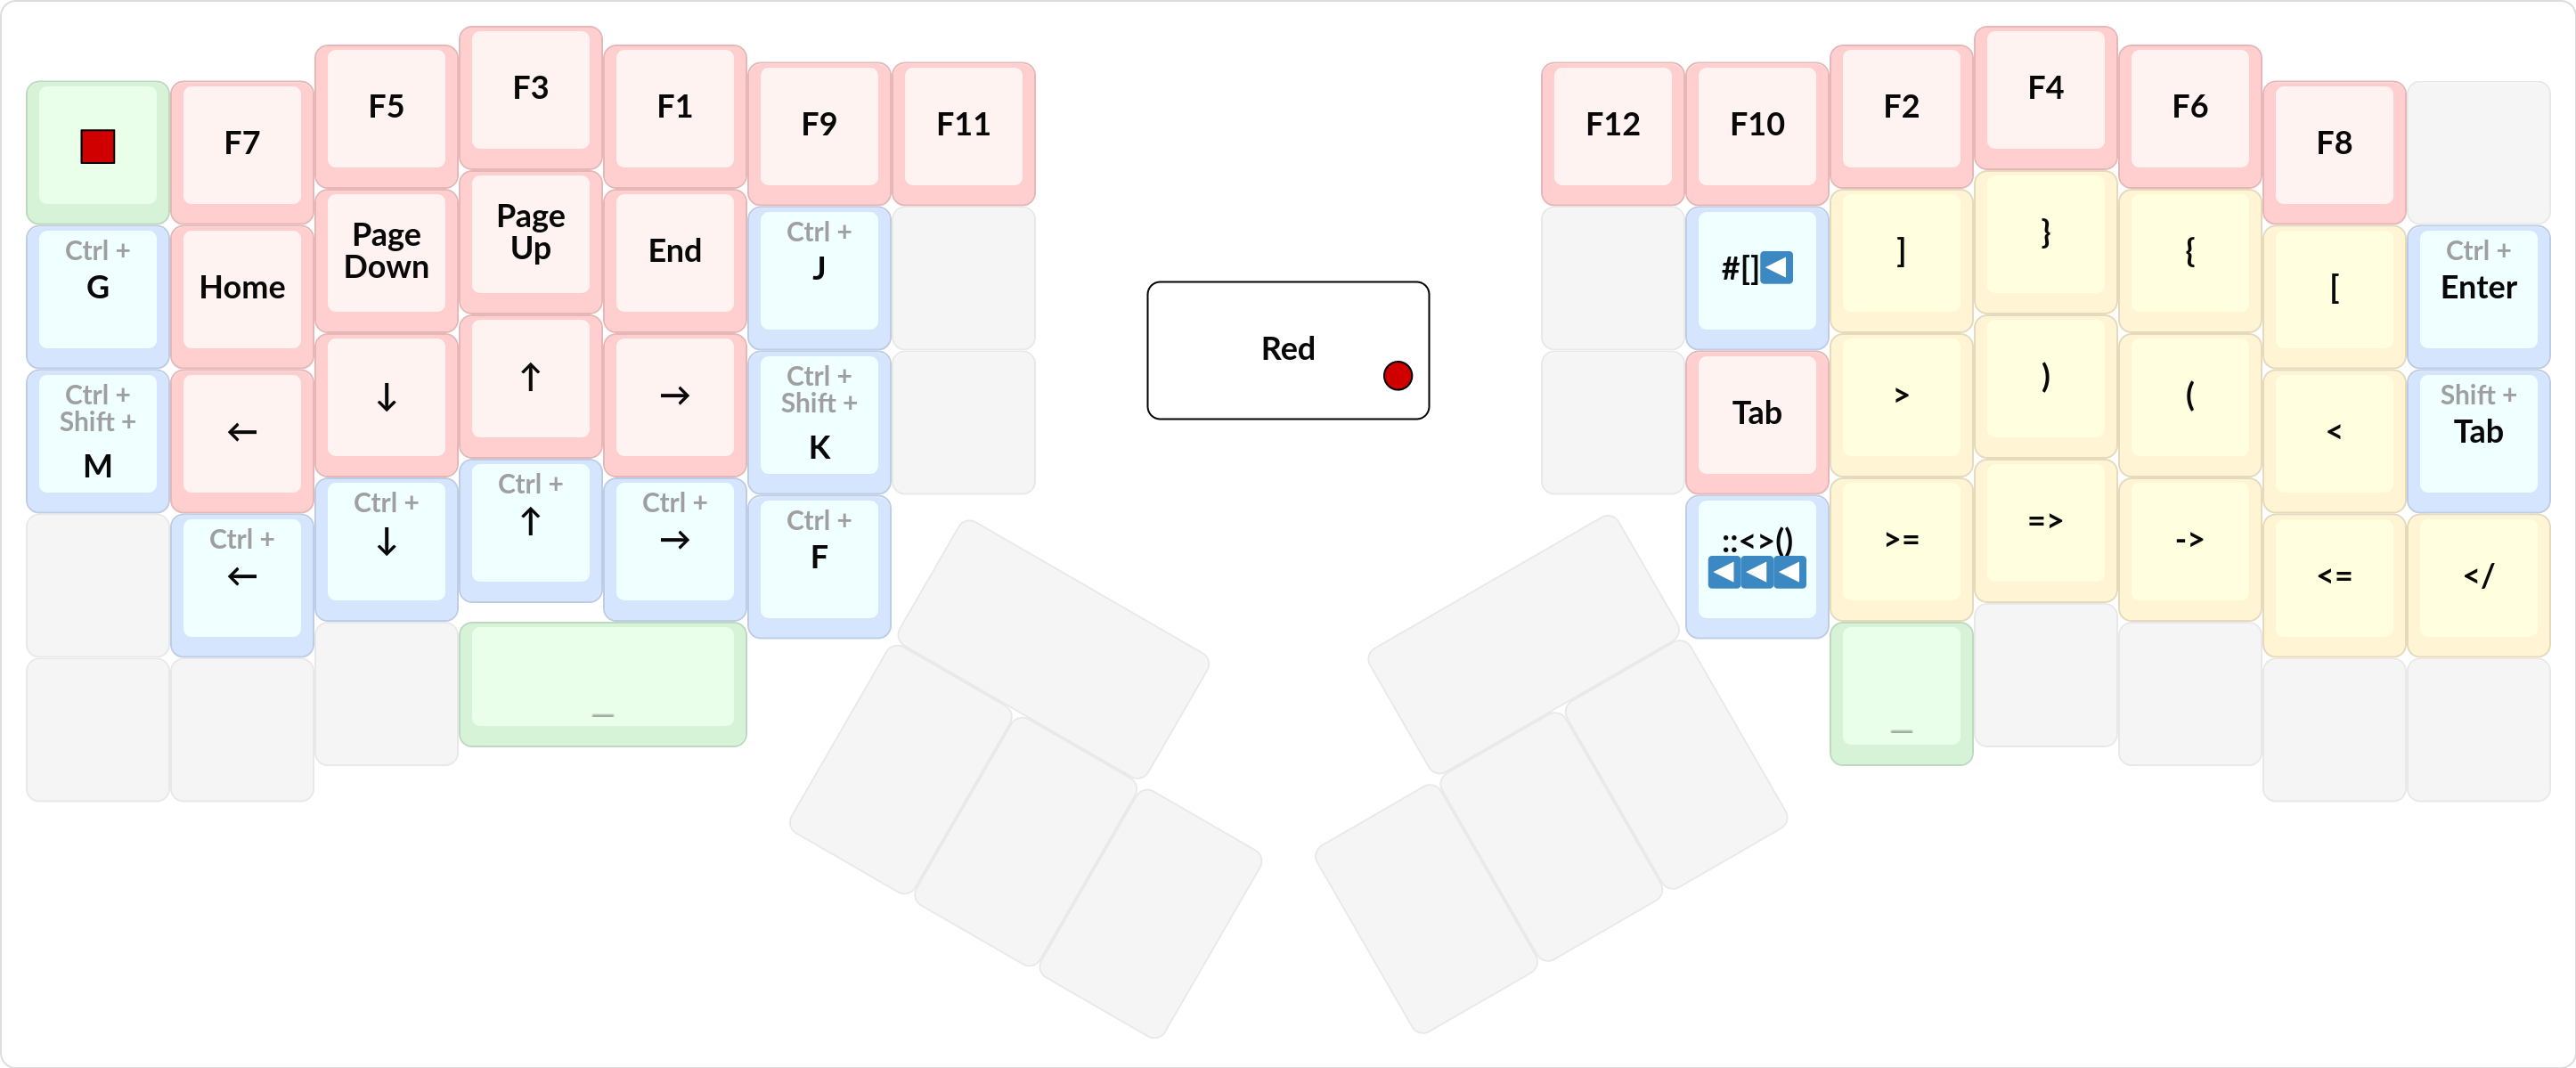 F7
F5
F3
F1
F9
F11
F12
F10
F2
F4
F6
F8
Ctrl +
G
Home
Page
Down
Page
Up
End
Ctrl +
J
#[]◀
]
}
{
[
Ctrl +
Enter
Ctrl +
Shift +
M
←
↓
↑
→
Ctrl +
Shift +
K
Red
Tab
>
)
(
<
Shift +
Tab
Ctrl +
←
Ctrl +
↓
Ctrl +
↑
Ctrl +
→
Ctrl +
F
::<>()
◀◀◀
>=
=>
->
<=
</
_
_